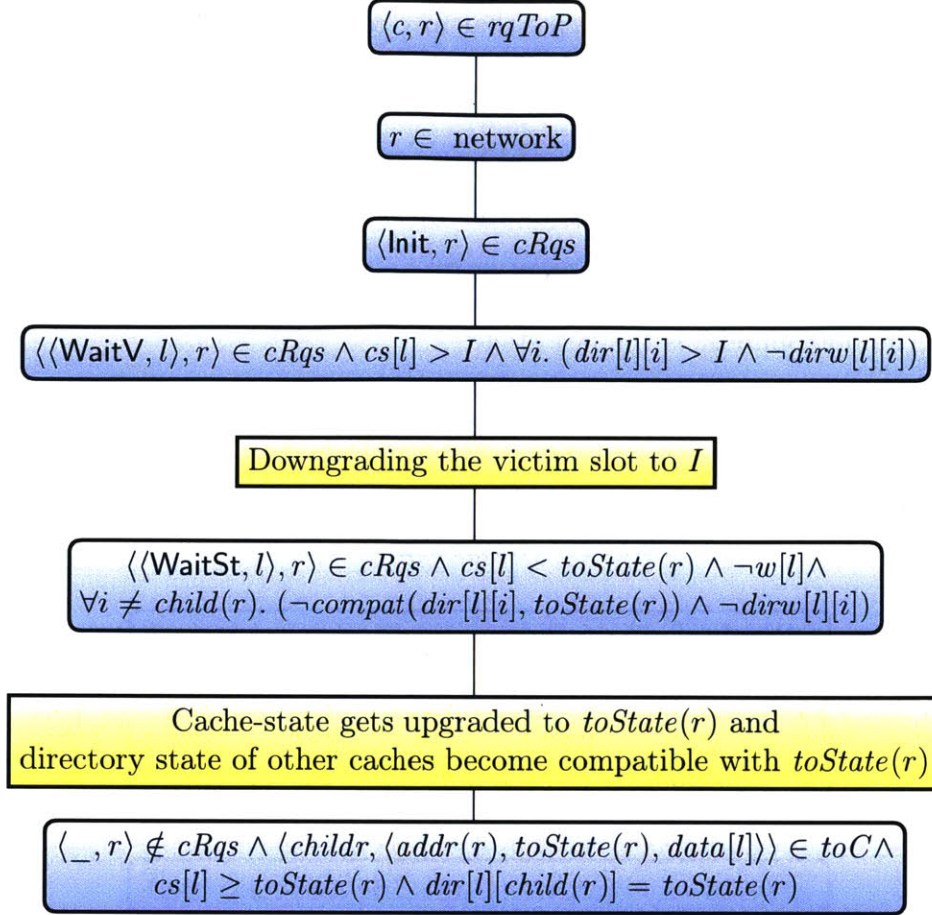 ⟨c, r⟩ ∈ rqToP
r ∈ network
⟨Init, r⟩ ∈ cRqs
⟨⟨WaitV, l⟩, r⟩ ∈ cRqs ∧ cs[l] > I ∧ ∀i. (dir[l][i] > I ∧ ¬dirw[l][i])
Downgrading the victim slot to I
⟨⟨WaitSt, l⟩, r⟩ ∈ cRqs ∧ cs[l] < toState(r) ∧ ¬w[l]∧
∀i ≠ child(r). (¬compat(dir[l][i], toState(r)) ∧ ¬dirw[l][i])
Cache-state gets upgraded to toState(r) and
directory state of other caches become compatible with toState(r)
⟨_, r⟩ ∉ cRqs ∧ ⟨childr, ⟨addr(r), toState(r), data[l]⟩⟩ ∈ toC∧
cs[l] ≥ toState(r) ∧ dir[l][child(r)] = toState(r)